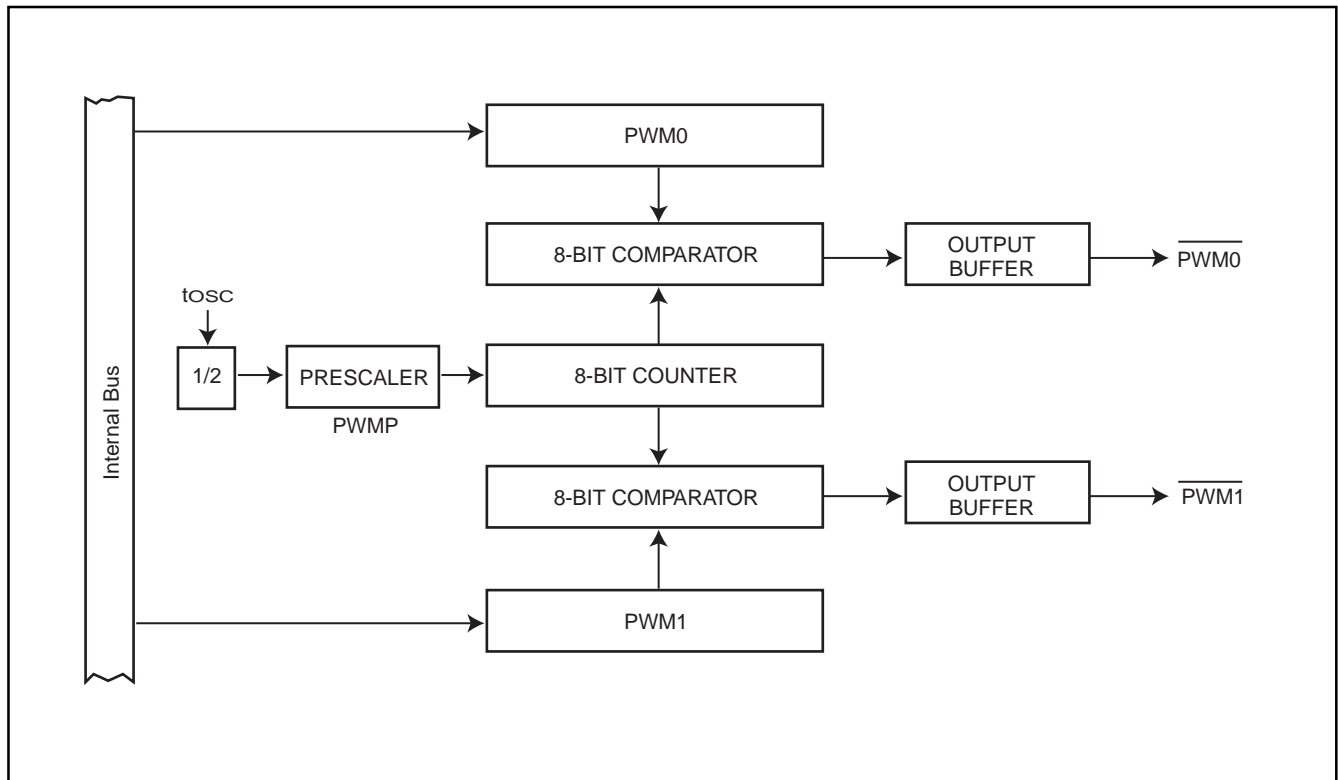 PWM0
8-BIT COMPARATOR
OUTPUT
BUFFER
PWM0
tOSC
1/2
PRESCALER
8-BIT COUNTER
PWMP
Internal Bus
8-BIT COMPARATOR
OUTPUT
BUFFER
PWM1
PWM1